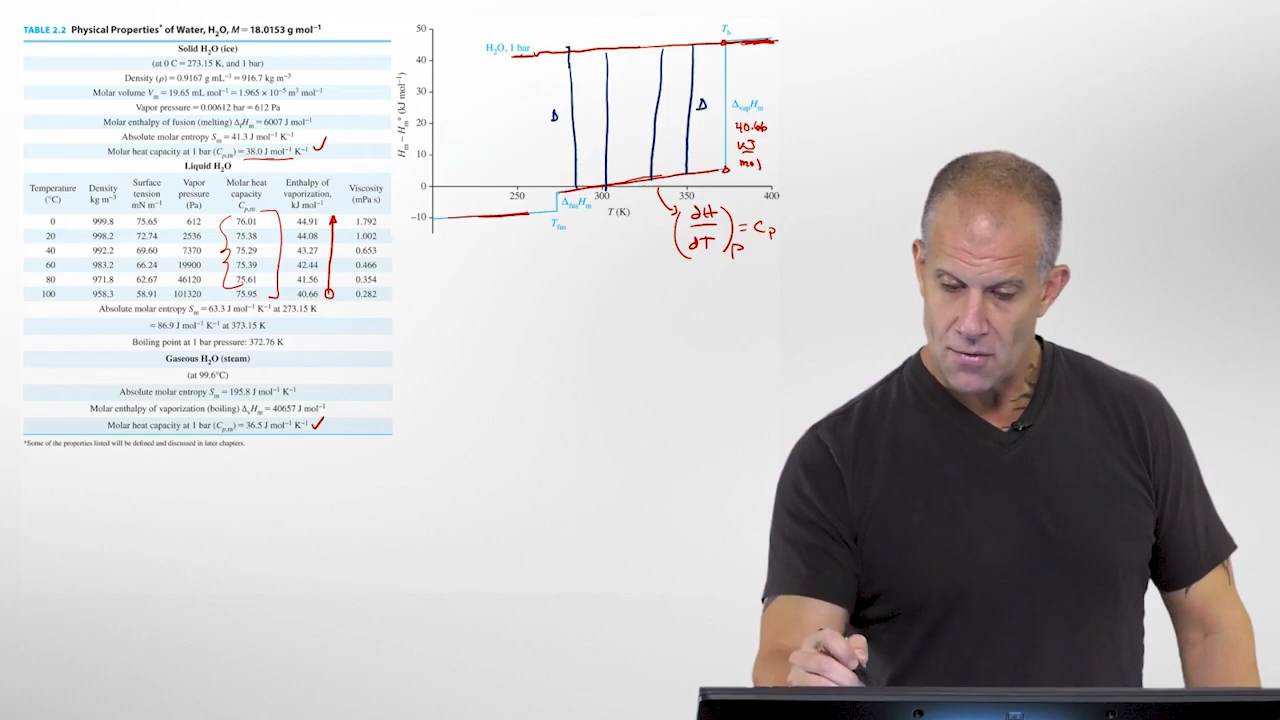 TABLE 2.2 Physical Properties* of Water, H₂O, M = 18.0153 g mol⁻¹
Solid H₂O (ice)
(at 0 C = 273.15 K, and 1 bar)
Density (ρ) = 0.9167 g mL⁻¹ = 916.7 kg m⁻³
Molar volume Vₘ = 19.65 mL mol⁻¹ = 1.965 × 10⁻⁵ m³ mol⁻¹
Vapor pressure = 0.00612 bar = 612 Pa
Molar enthalpy of fusion (melting) ΔfHₘ = 6007 J mol⁻¹
Absolute molar entropy Sₘ = 41.3 J mol⁻¹ K⁻¹
Molar heat capacity at 1 bar (Cp,m) = 38.0 J mol⁻¹ K⁻¹ ✓
Liquid H₂O
Temperature (°C) Density kg m⁻³ Surface tension mN m⁻¹ Vapor pressure (Pa) Molar heat capacity Cp,m Enthalpy of vaporization, kJ mol⁻¹ Viscosity (mPa s)
0 999.8 75.65 612 76.01 44.91 1.792
20 998.2 72.74 2536 75.38 44.08 1.002
40 992.2 69.60 7370 75.29 43.27 0.653
60 983.2 66.24 19900 75.39 42.44 0.466
80 971.8 62.67 46120 75.61 41.56 0.354
100 958.3 58.91 101320 75.95 40.66 0.282
Absolute molar entropy Sₘ = 63.3 J mol⁻¹ K⁻¹ at 273.15 K
= 86.9 J mol⁻¹ K⁻¹ at 373.15 K
Boiling point at 1 bar pressure: 372.76 K
Gaseous H₂O (steam)
(at 99.6°C)
Absolute molar entropy Sₘ = 195.8 J mol⁻¹ K⁻¹
Molar enthalpy of vaporization (boiling) ΔvHₘ = 40657 J mol⁻¹
Molar heat capacity at 1 bar (Cp,m) = 36.5 J mol⁻¹ K⁻¹ ✓
*Some of the properties listed will be defined and discussed in later chapters.
Hₘ − Hₘ° (kJ mol⁻¹)
50
40
30
20
10
0
−10
H₂O, 1 bar
Tb
Δ
Δ
ΔvapHₘ
40.66
kJ
mol
250 300 350 400
T (K)
ΔfusHₘ
Tfus
(dH/dT)p = Cp